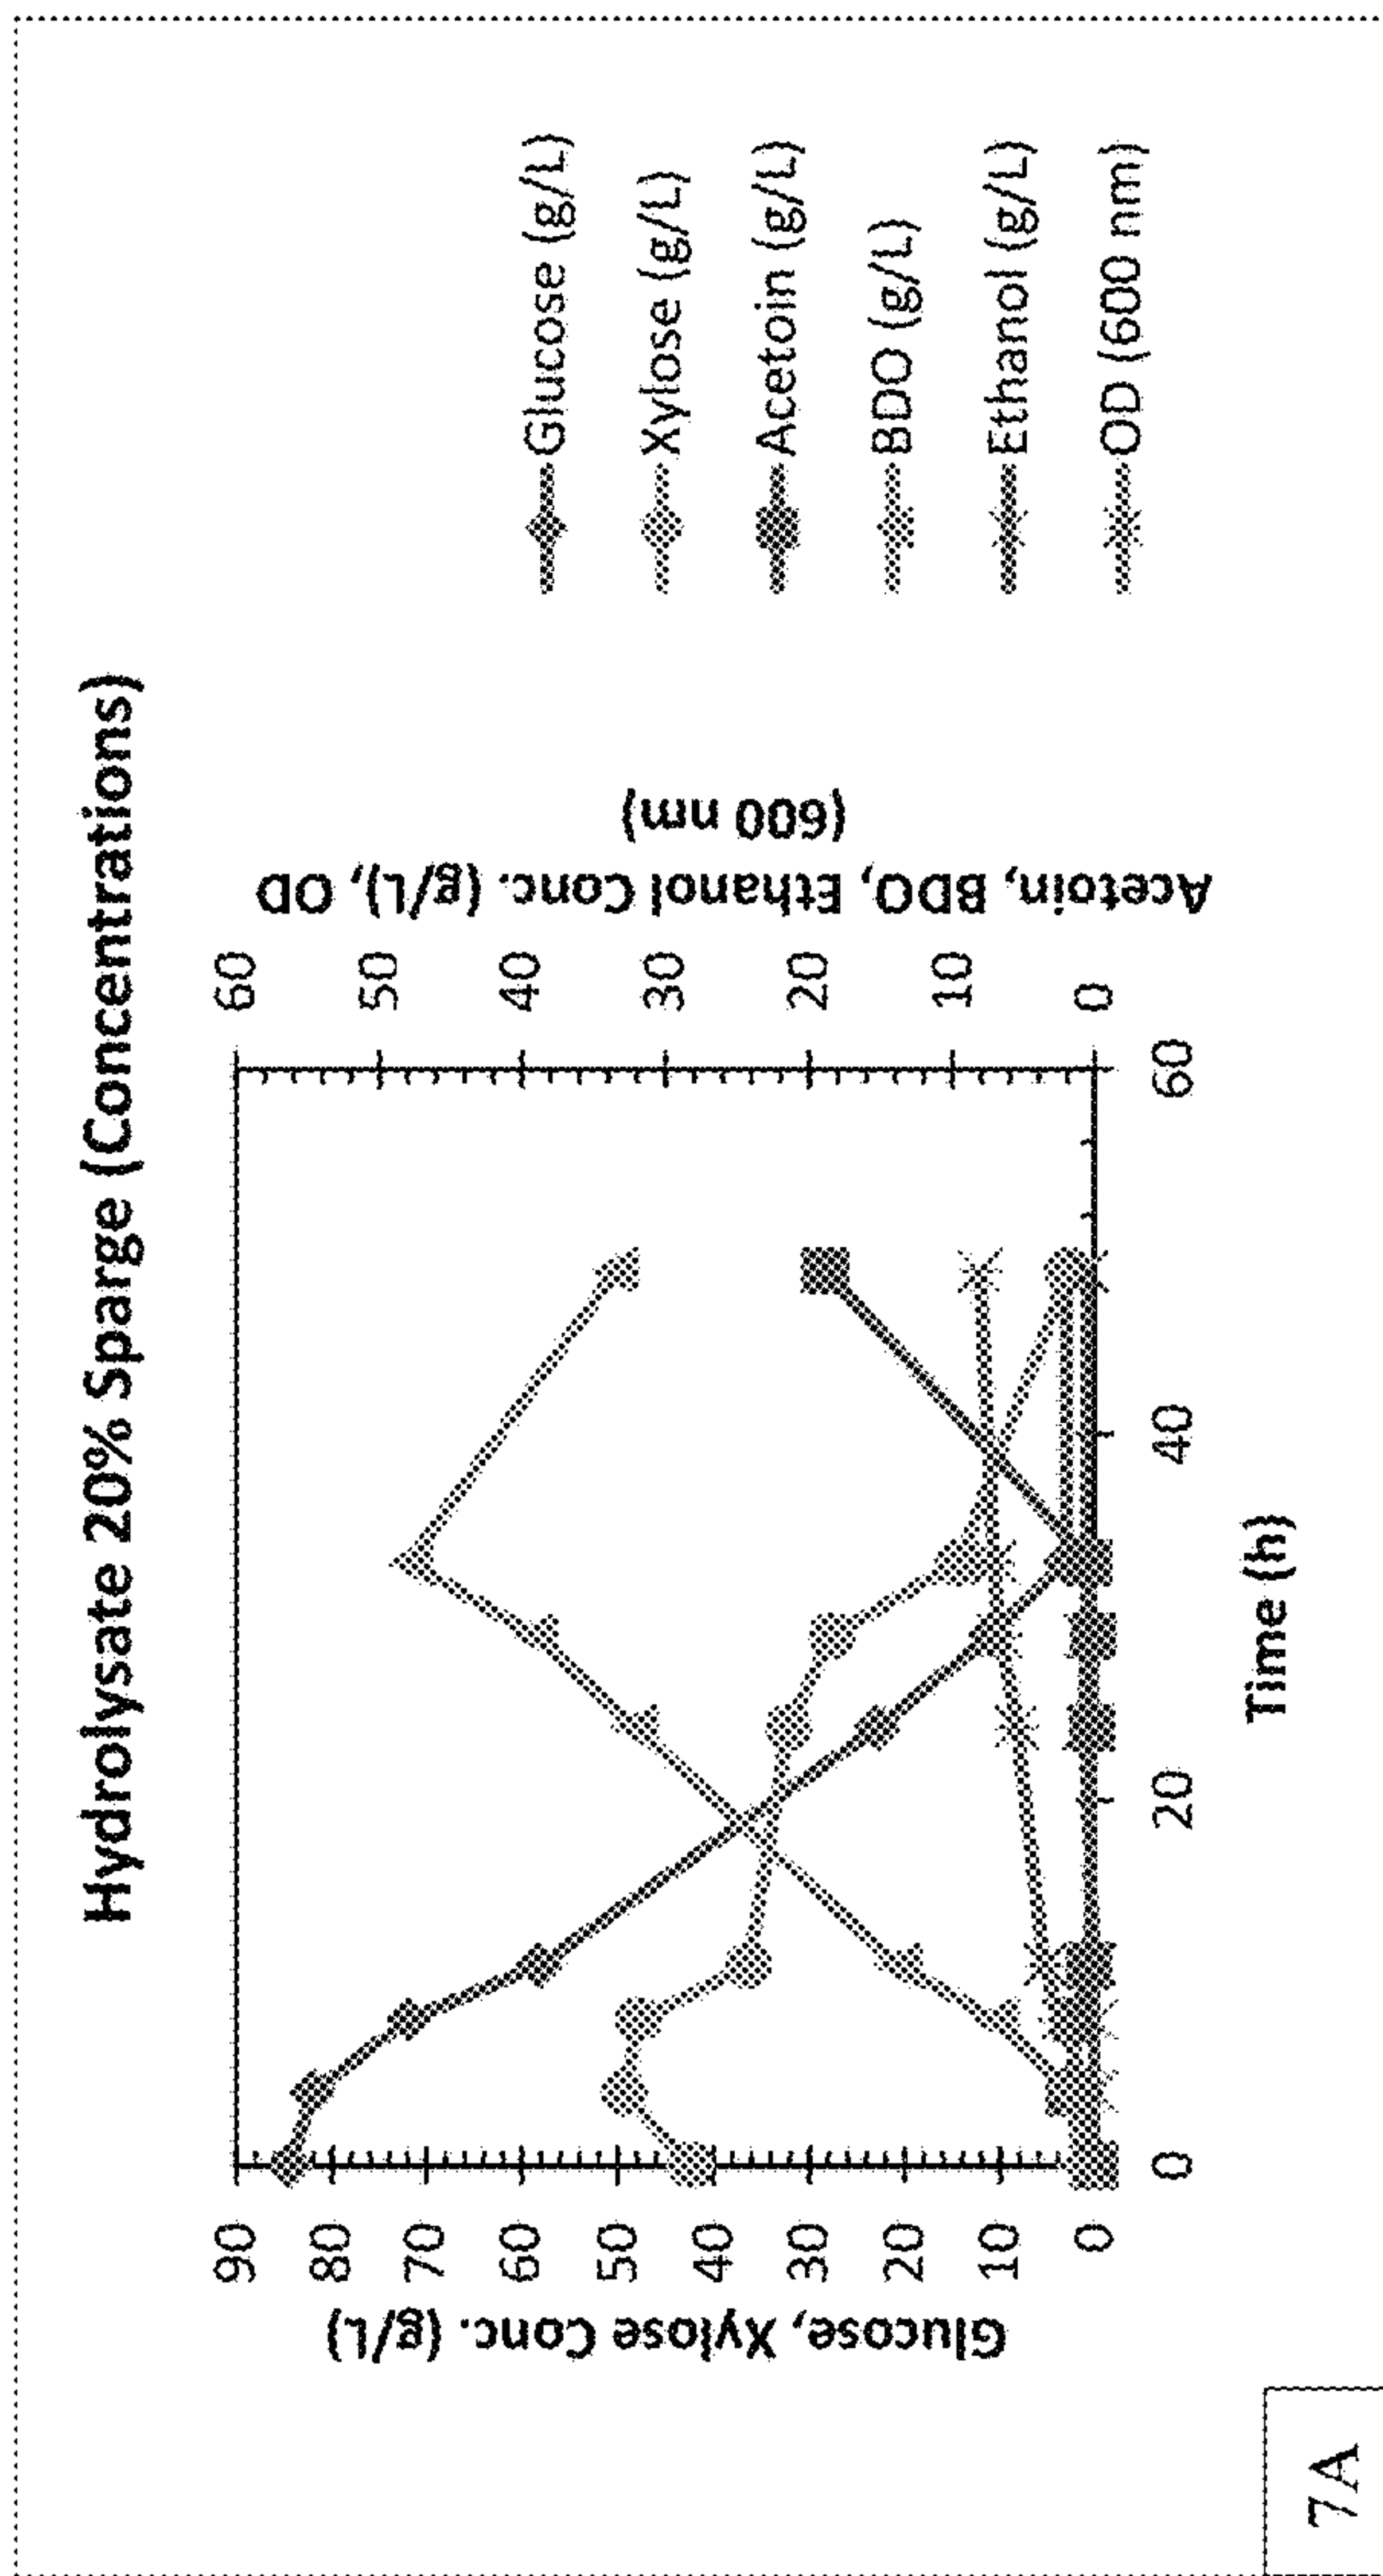 Hydrolysate 20% Sparge (Concentrations)
Glucose, Xylose Conc. (g/L)
90
80
70
60
50
40
30
20
10
0
0
20
40
60
Time (h)
60
50
40
30
20
10
0
Acetoin, BDO, Ethanol Conc. (g/L), OD
(600 nm)
Glucose (g/L)
Xylose (g/L)
Acetoin (g/L)
BDO (g/L)
Ethanol (g/L)
OD (600 nm)
7A